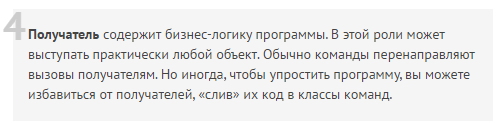 4
Получатель содержит бизнес-логику программы. В этой роли может
выступать практически любой объект. Обычно команды перенаправляют
вызовы получателям. Но иногда, чтобы упростить программу, вы можете
избавиться от получателей, «слив» их код в классы команд.